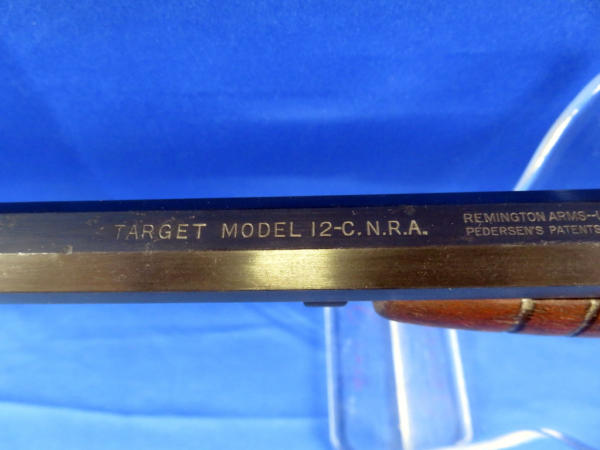 TARGET MODEL 12-C.N.R.A.
REMINGTON ARMS-
PEDERSEN'S PATENTS